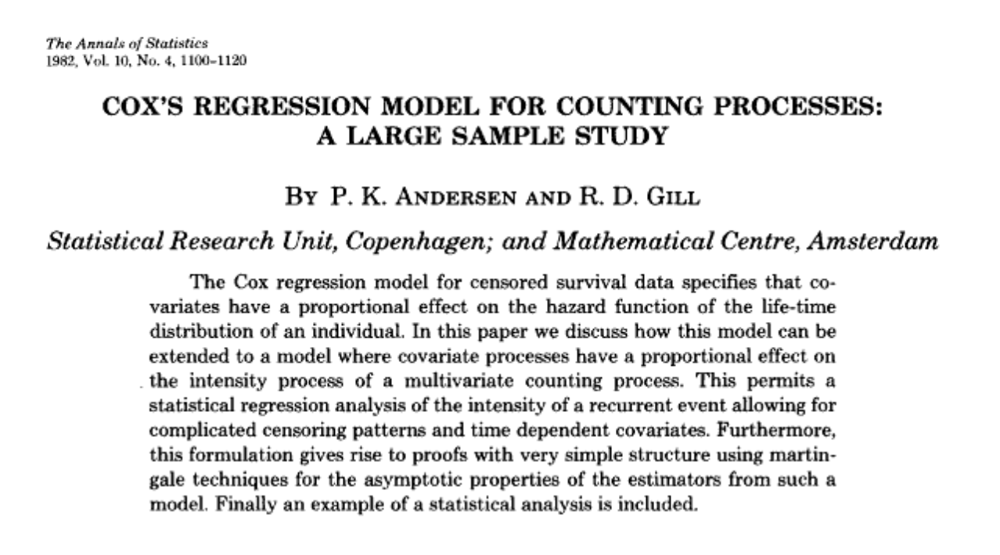 The Annals of Statistics
1982, Vol. 10, No. 4, 1100–1120
COX'S REGRESSION MODEL FOR COUNTING PROCESSES:
A LARGE SAMPLE STUDY
By P. K. Andersen and R. D. Gill
Statistical Research Unit, Copenhagen; and Mathematical Centre, Amsterdam
The Cox regression model for censored survival data specifies that co-
variates have a proportional effect on the hazard function of the life-time
distribution of an individual. In this paper we discuss how this model can be
extended to a model where covariate processes have a proportional effect on
the intensity process of a multivariate counting process. This permits a
statistical regression analysis of the intensity of a recurrent event allowing for
complicated censoring patterns and time dependent covariates. Furthermore,
this formulation gives rise to proofs with very simple structure using martin-
gale techniques for the asymptotic properties of the estimators from such a
model. Finally an example of a statistical analysis is included.